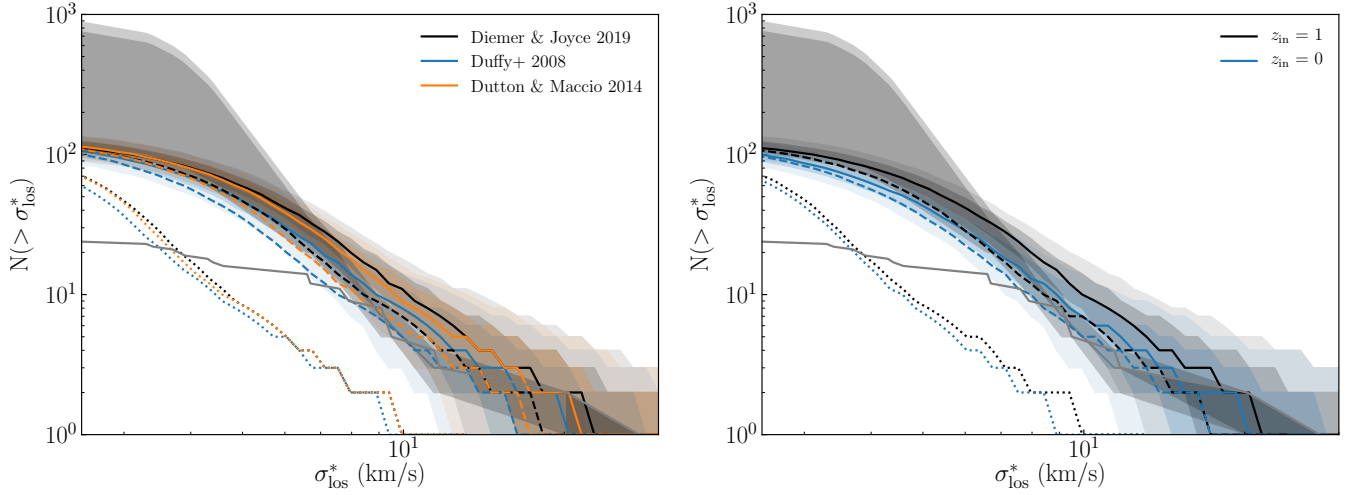 10³
10²
10¹
10⁰
N(> σ*los)
Diemer & Joyce 2019
Duffy+ 2008
Dutton & Maccio 2014
10¹
σ*los (km/s)
10³
10²
10¹
10⁰
N(> σ*los)
zin = 1
zin = 0
10¹
σ*los (km/s)